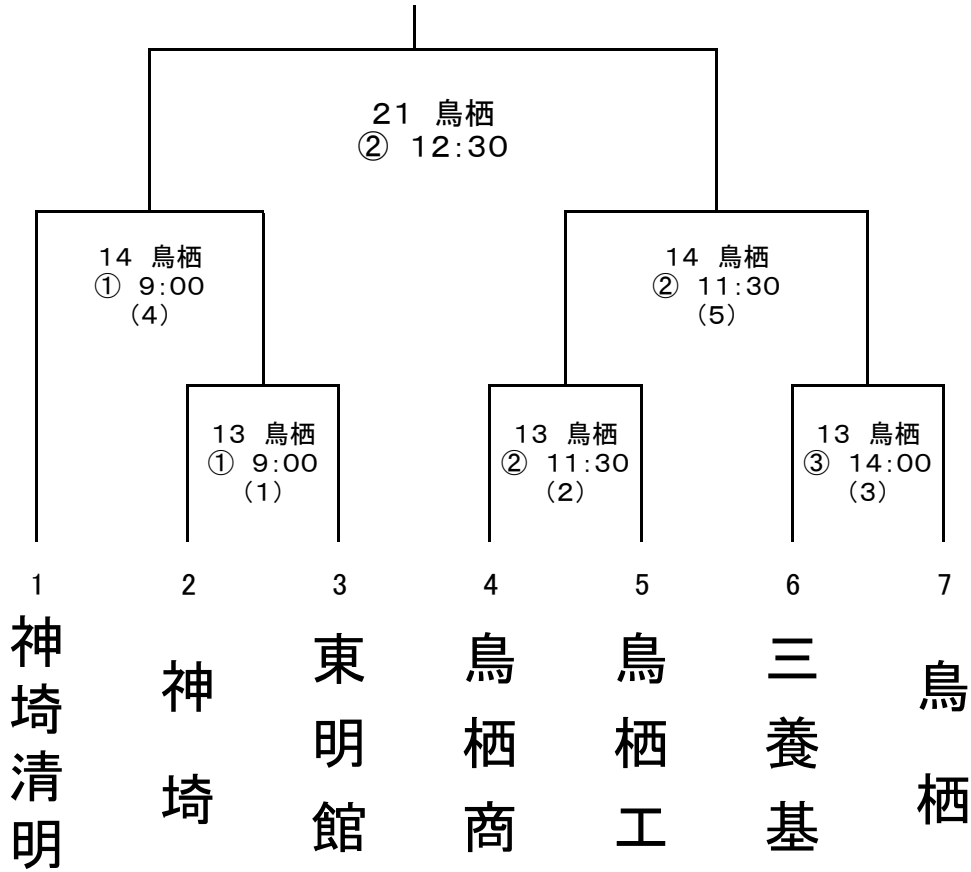 21 鳥栖
② 12:30
14 鳥栖
① 9:00
(4)
14 鳥栖
② 11:30
(5)
13 鳥栖
① 9:00
(1)
13 鳥栖
② 11:30
(2)
13 鳥栖
③ 14:00
(3)
1
神埼清明
2
神埼
3
東明館
4
鳥栖商
5
鳥栖工
6
三養基
7
鳥栖